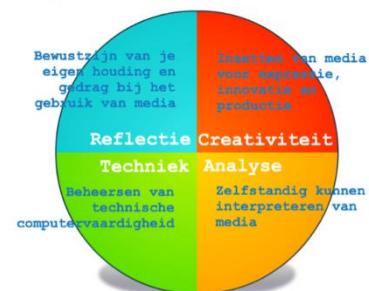 Bewustzijn van je
eigen houding en
gedrag bij het
gebruik van media
Inzetten van media
voor expressie,
innovatie en
productie
Reflectie
Creativiteit
Techniek
Analyse
Beheersen van
technische
computervaardigheid
Zelfstandig kunnen
interpreteren van
media